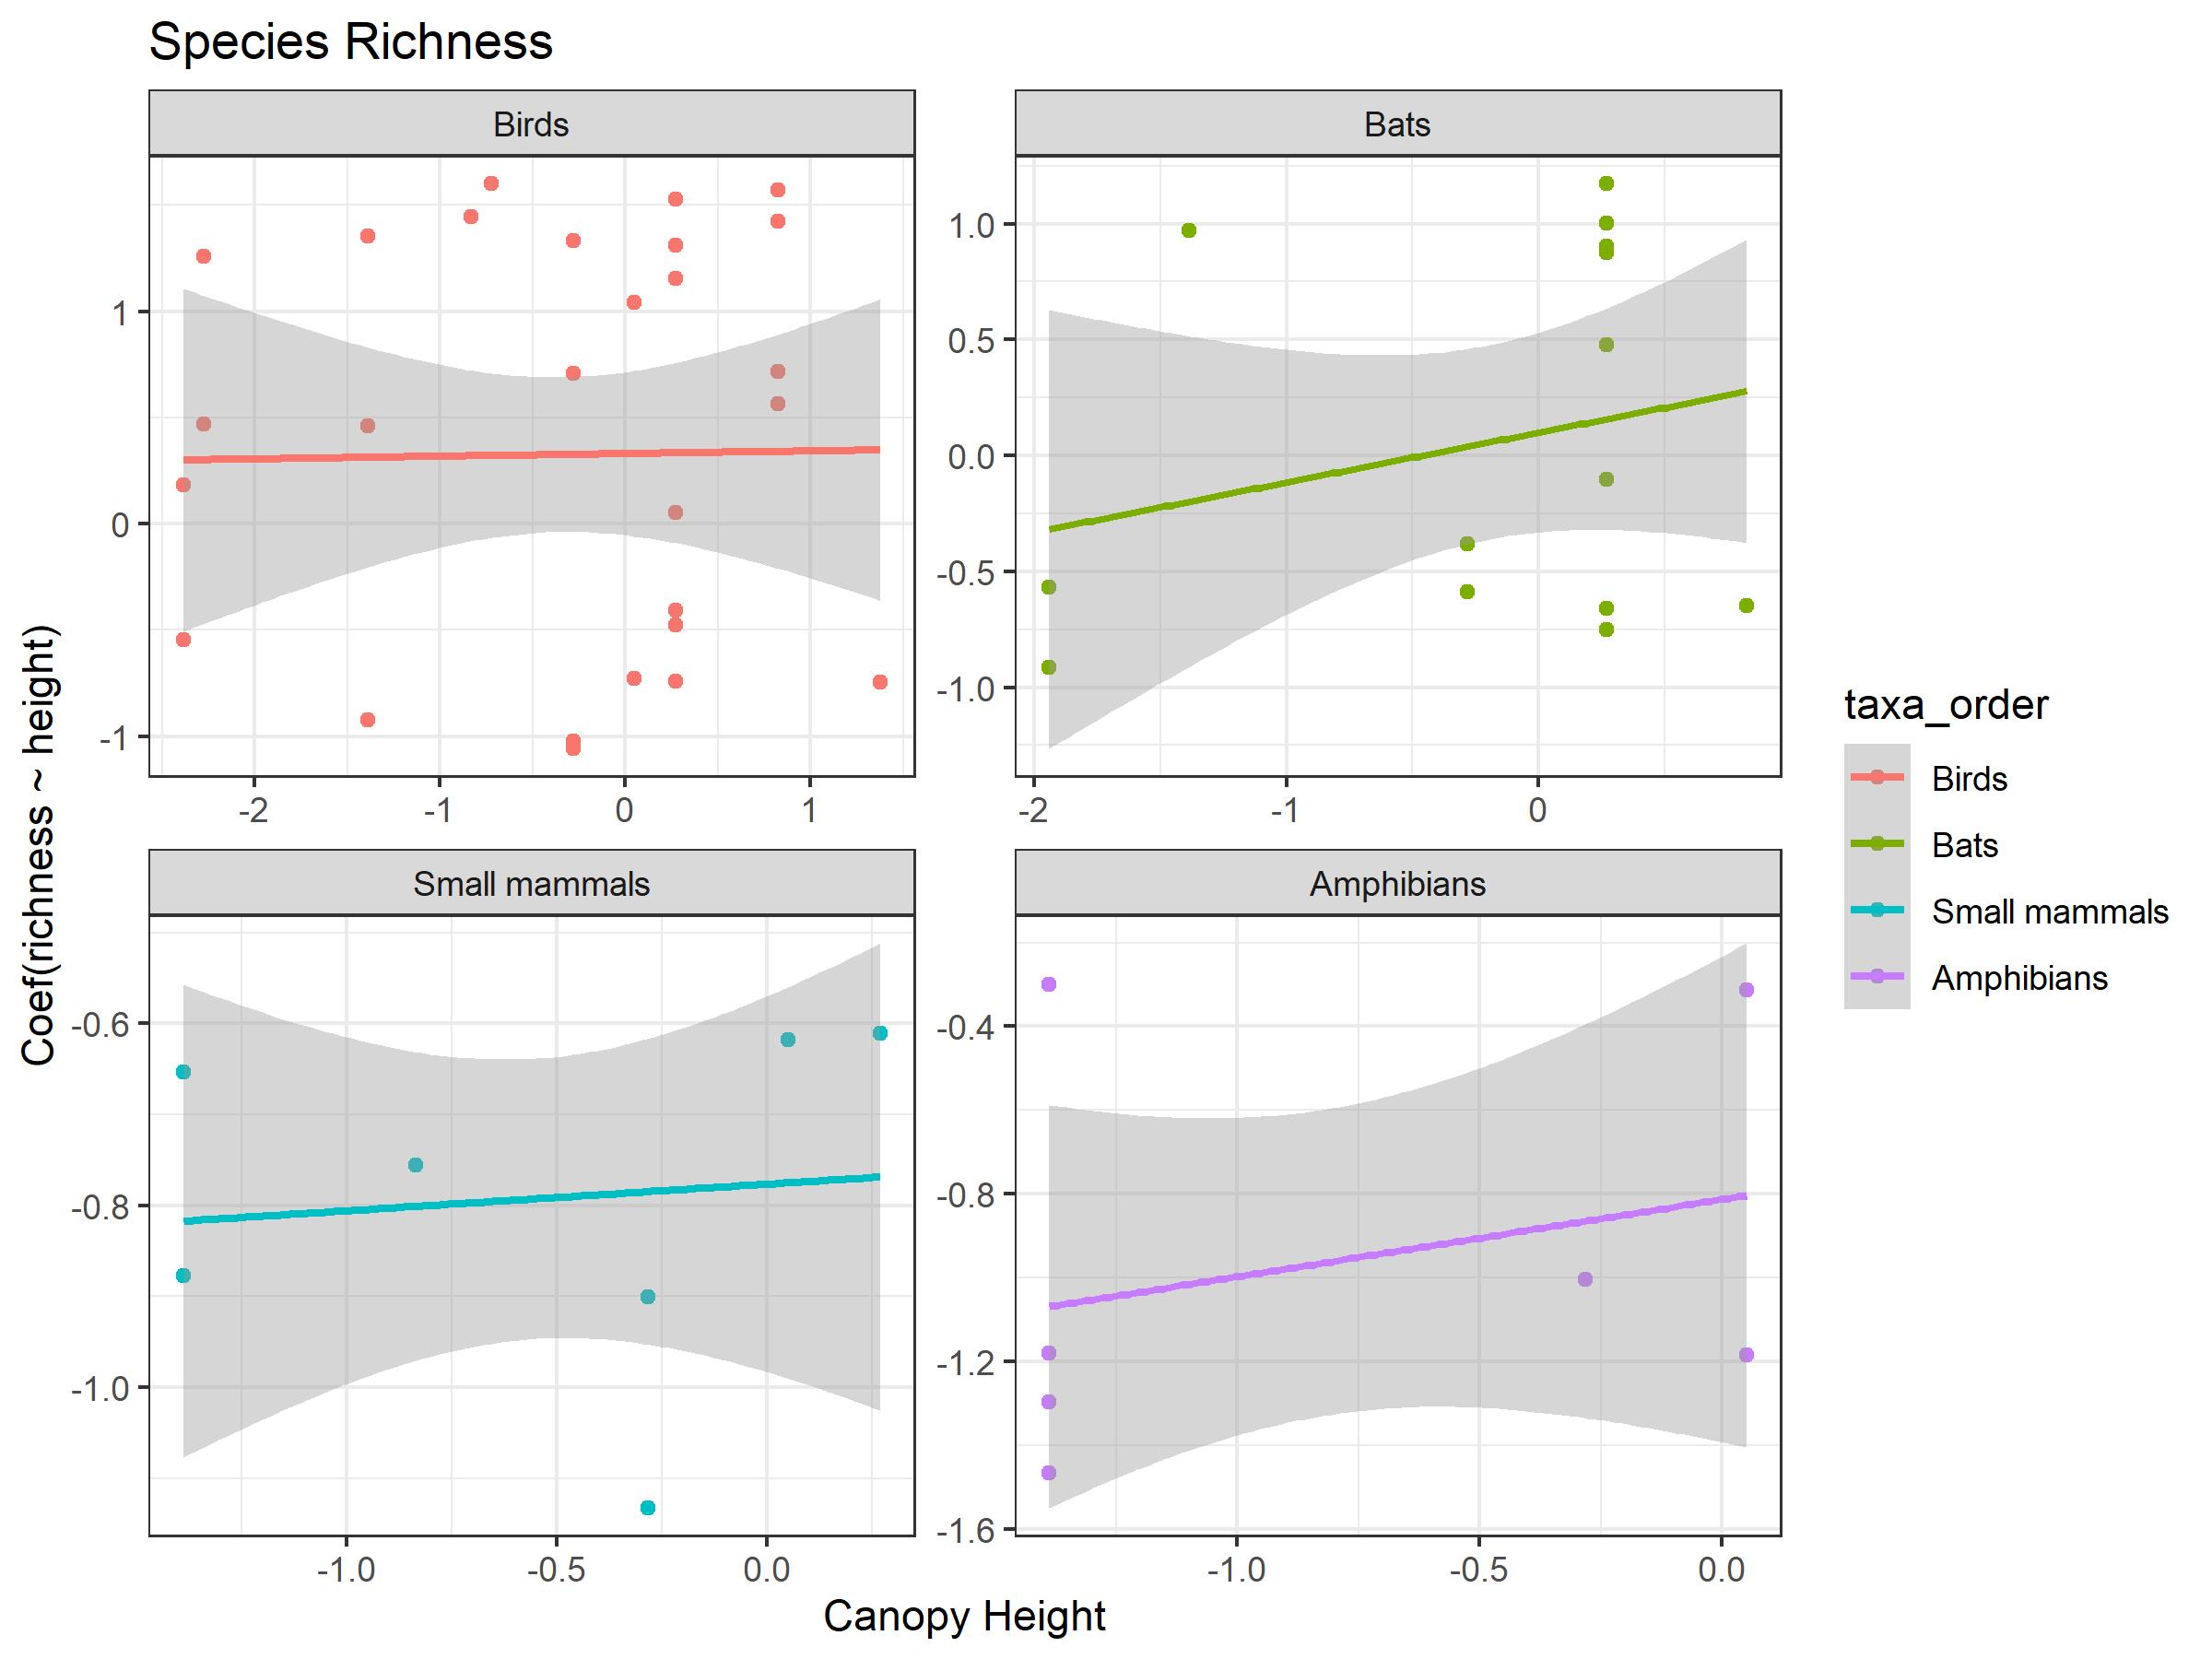 Species Richness
Birds
Bats
1
0
-1
1.0
0.5
0.0
-0.5
-1.0
-2
-1
0
1
-2
-1
0
Small mammals
Amphibians
-0.6
-0.8
-1.0
-0.4
-0.8
-1.2
-1.6
-1.0
-0.5
0.0
-1.0
-0.5
0.0
Canopy Height
Coef(richness ~ height)
taxa_order
Birds
Bats
Small mammals
Amphibians